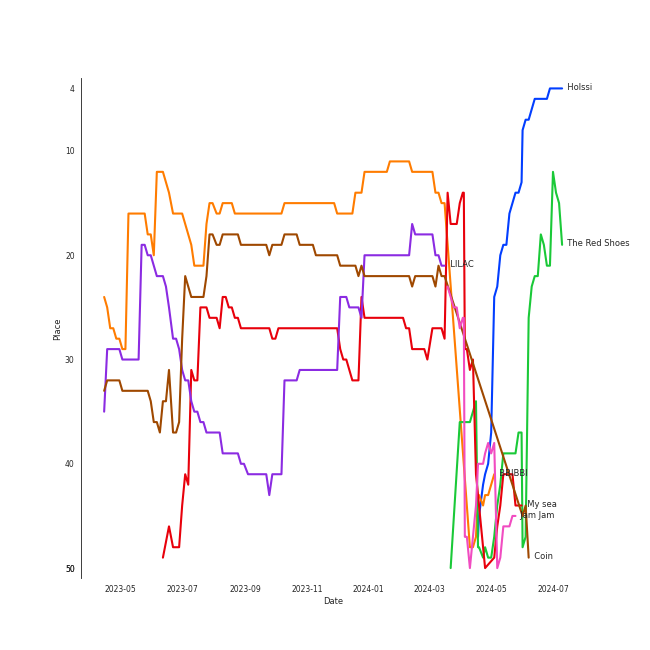 4
Holssi
10
The Red Shoes
20
LILAC
30
Place
40
BBIBBI
My sea
Jam Jam
Coin
50
2023-05
2023-07
2023-09
2023-11
2024-01
2024-03
2024-05
2024-07
Date